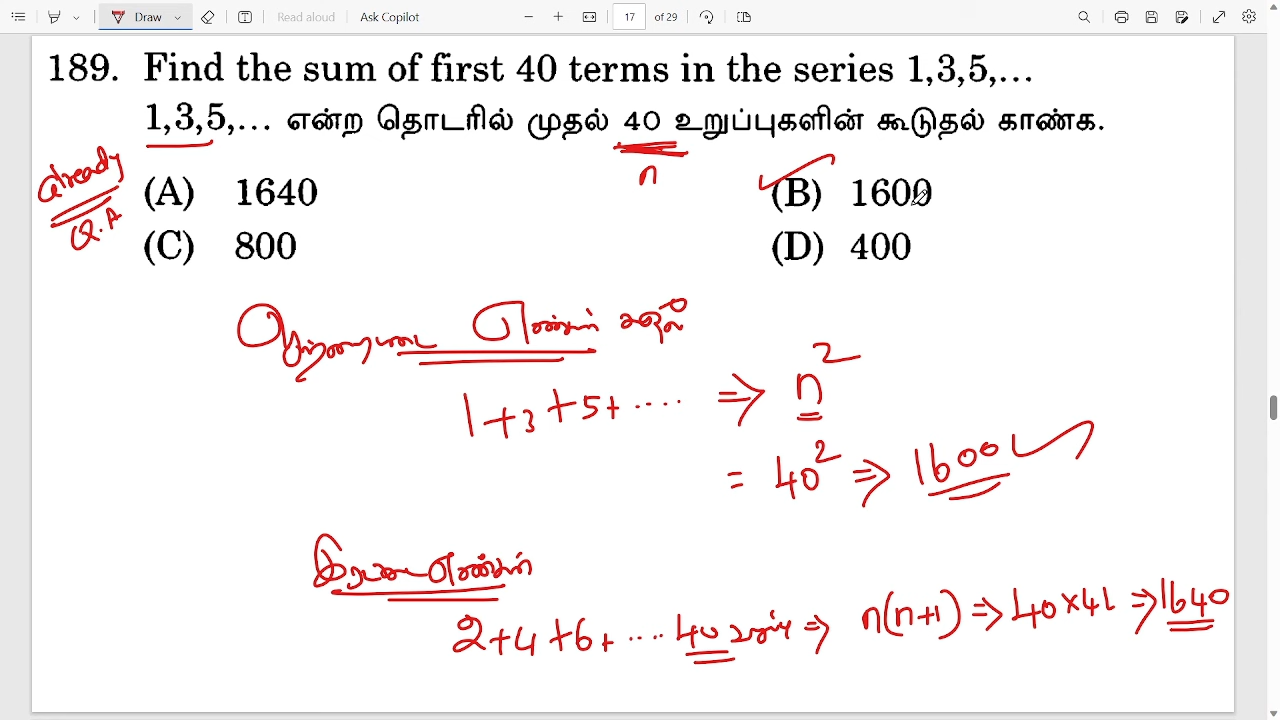 Draw
Read aloud
Ask Copilot
17 of 29
189. Find the sum of first 40 terms in the series 1,3,5,...
1,3,5,... என்ற தொடரில் முதல் 40 உறுப்புகளின் கூடுதல் காண்க.
n
already
Q.A
(A) 1640
(B) 1600
(C) 800
(D) 400
ஒற்றைபடை எண்கள்
1+3+5+.... => n²
= 40² => 1600
இரட்டை எண்கள்
2+4+6+.... 40 => n(n+1) => 40×41 => 1640